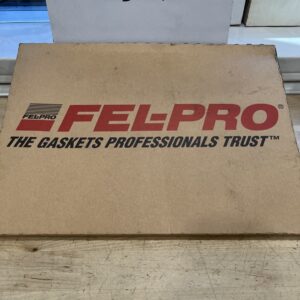 FEL-PRO FEL-PRO®
THE GASKETS PROFESSIONALS TRUST™